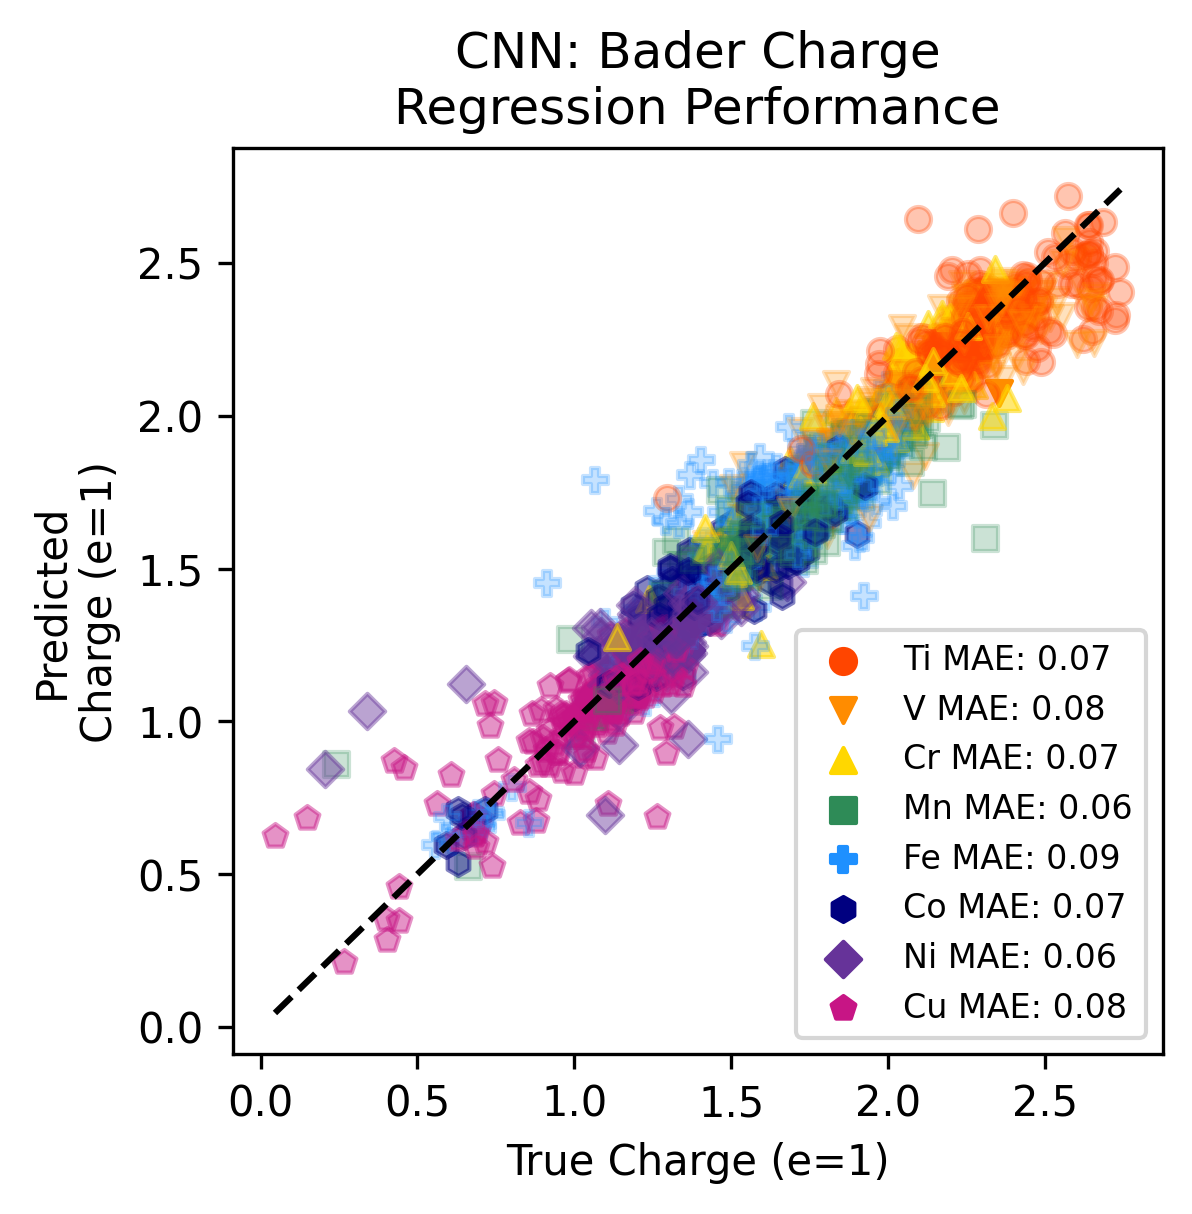 CNN: Bader Charge
Regression Performance
Predicted
Charge (e=1)
2.5
2.0
1.5
1.0
0.5
0.0
Ti MAE: 0.07
V MAE: 0.08
Cr MAE: 0.07
Mn MAE: 0.06
Fe MAE: 0.09
Co MAE: 0.07
Ni MAE: 0.06
Cu MAE: 0.08
0.0 0.5 1.0 1.5 2.0 2.5
True Charge (e=1)